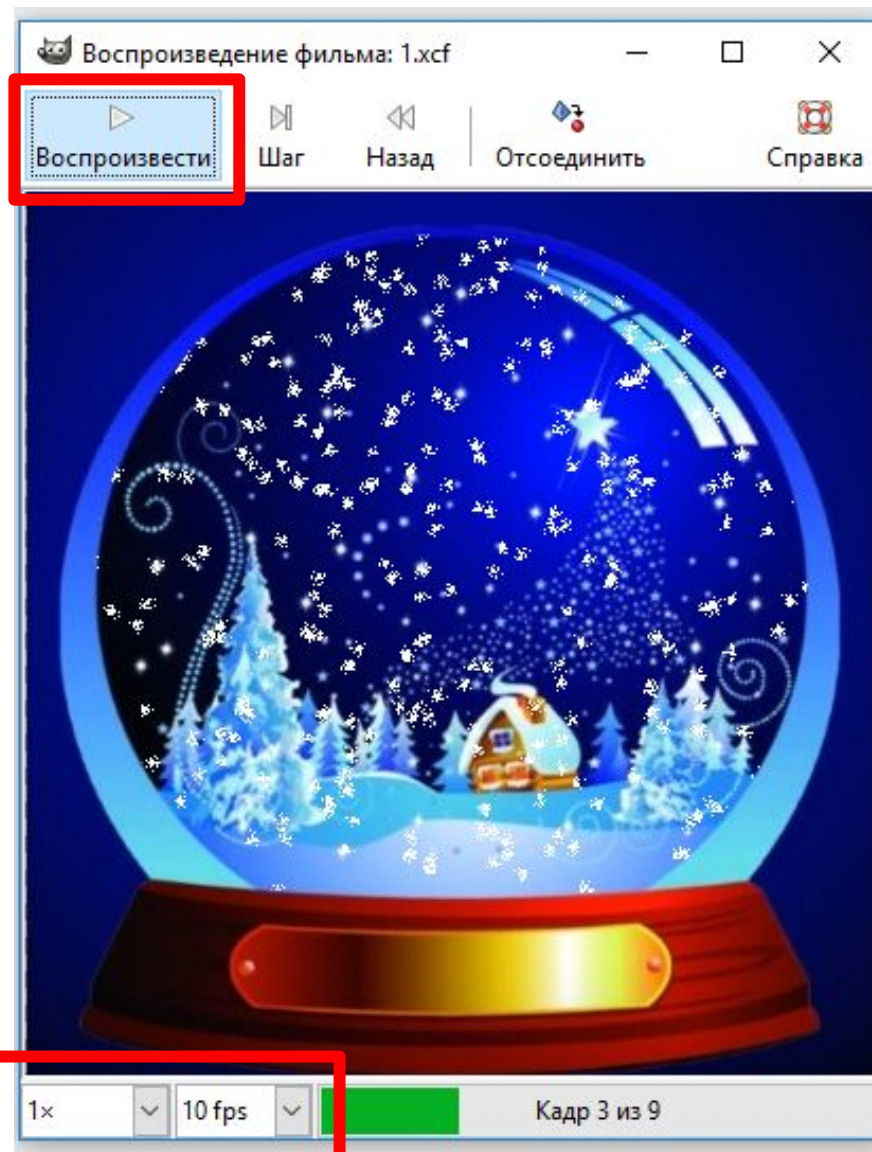 Воспроизведение фильма: 1.xcf
Воспроизвести Шаг Назад Отсоединить Справка
1× 10 fps Кадр 3 из 9